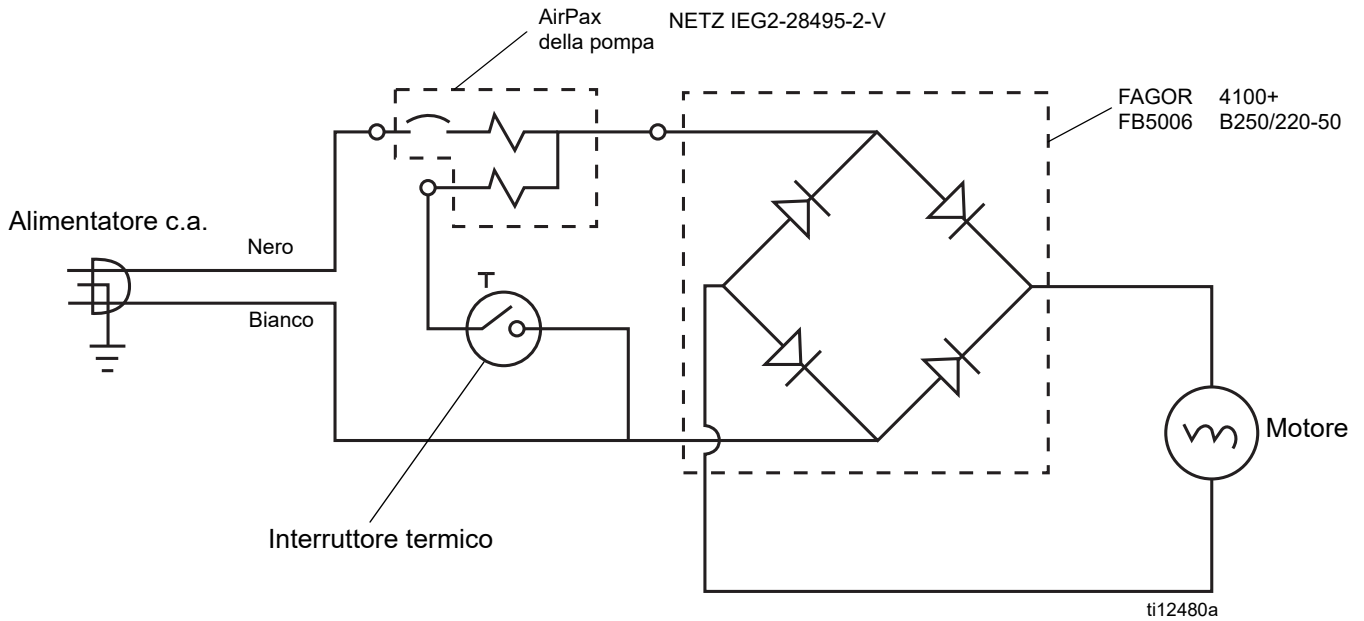 AirPax
della pompa
NETZ IEG2-28495-2-V
FAGOR 4100+
FB5006 B250/220-50
Alimentatore c.a.
Nero
Bianco
Motore
Interruttore termico
ti12480a